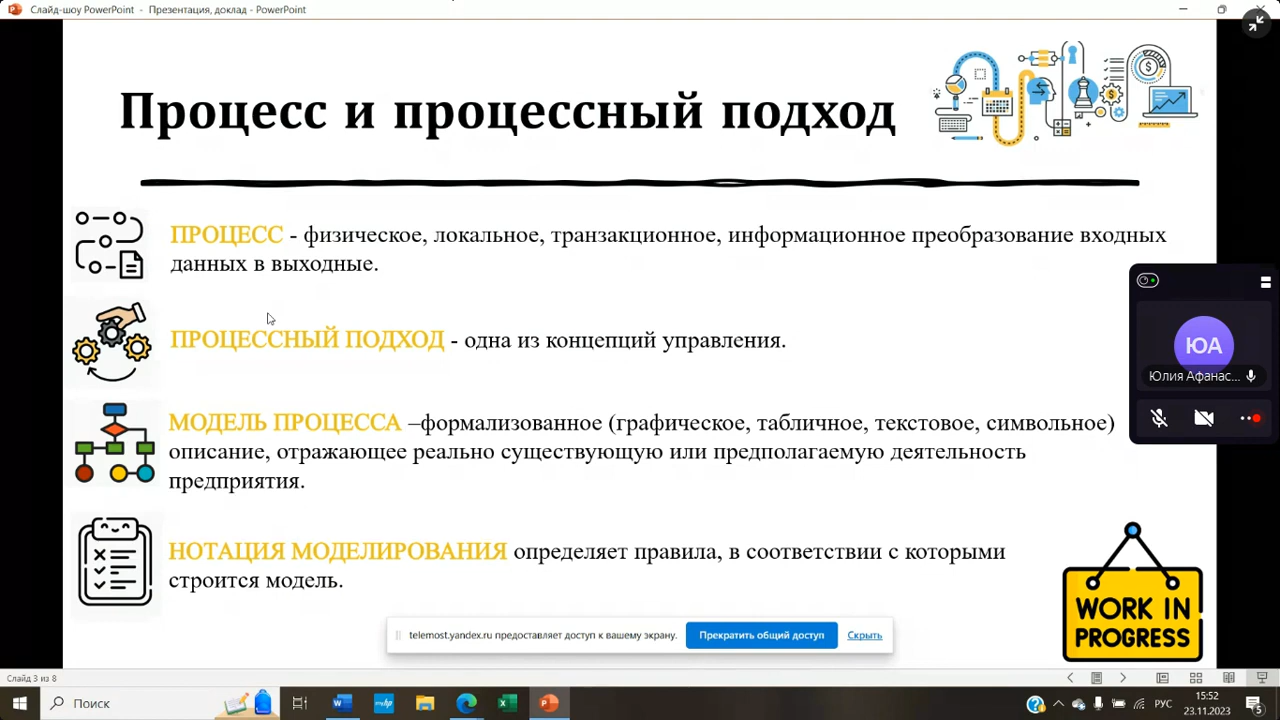 Слайд-шоу PowerPoint - Презентация, доклад - PowerPoint
Процесс и процессный подход
ПРОЦЕСС - физическое, локальное, транзакционное, информационное преобразование входных
данных в выходные.
ПРОЦЕССНЫЙ ПОДХОД - одна из концепций управления.
ЮА
Юлия Афанас...
МОДЕЛЬ ПРОЦЕССА –формализованное (графическое, табличное, текстовое, символьное)
описание, отражающее реально существующую или предполагаемую деятельность
предприятия.
НОТАЦИЯ МОДЕЛИРОВАНИЯ определяет правила, в соответствии с которыми
строится модель.
WORK IN
PROGRESS
telemost.yandex.ru предоставляет доступ к вашему экрану. Прекратить общий доступ Скрыть
Слайд 3 из 8
Поиск
РУС
15:52
23.11.2023
5